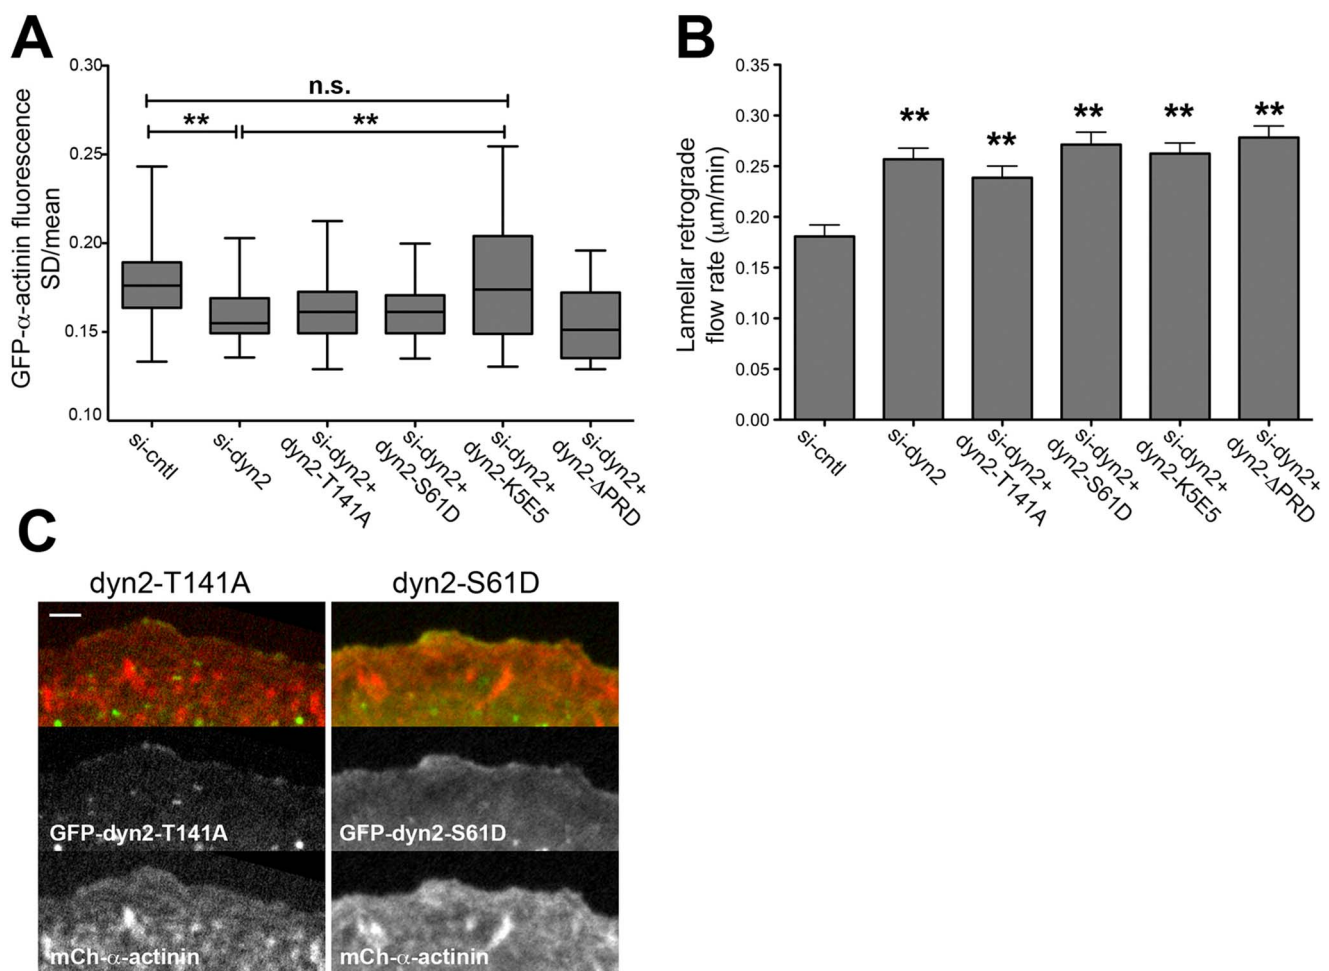 A
GFP-α-actinin fluorescence
SD/mean
0.30
0.25
0.20
0.15
0.10
n.s.
**
**
si-cntl
si-dyn2
si-dyn2+
dyn2-T141A
si-dyn2+
dyn2-S61D
si-dyn2+
dyn2-K5E5
si-dyn2+
dyn2-ΔPRD
B
Lamellar retrograde
flow rate (μm/min)
0.35
0.30
0.25
0.20
0.15
0.10
0.05
0.00
**
**
**
**
**
si-cntl
si-dyn2
si-dyn2+
dyn2-T141A
si-dyn2+
dyn2-S61D
si-dyn2+
dyn2-K5E5
si-dyn2+
dyn2-ΔPRD
C
dyn2-T141A
dyn2-S61D
GFP-dyn2-T141A
GFP-dyn2-S61D
mCh-α-actinin
mCh-α-actinin